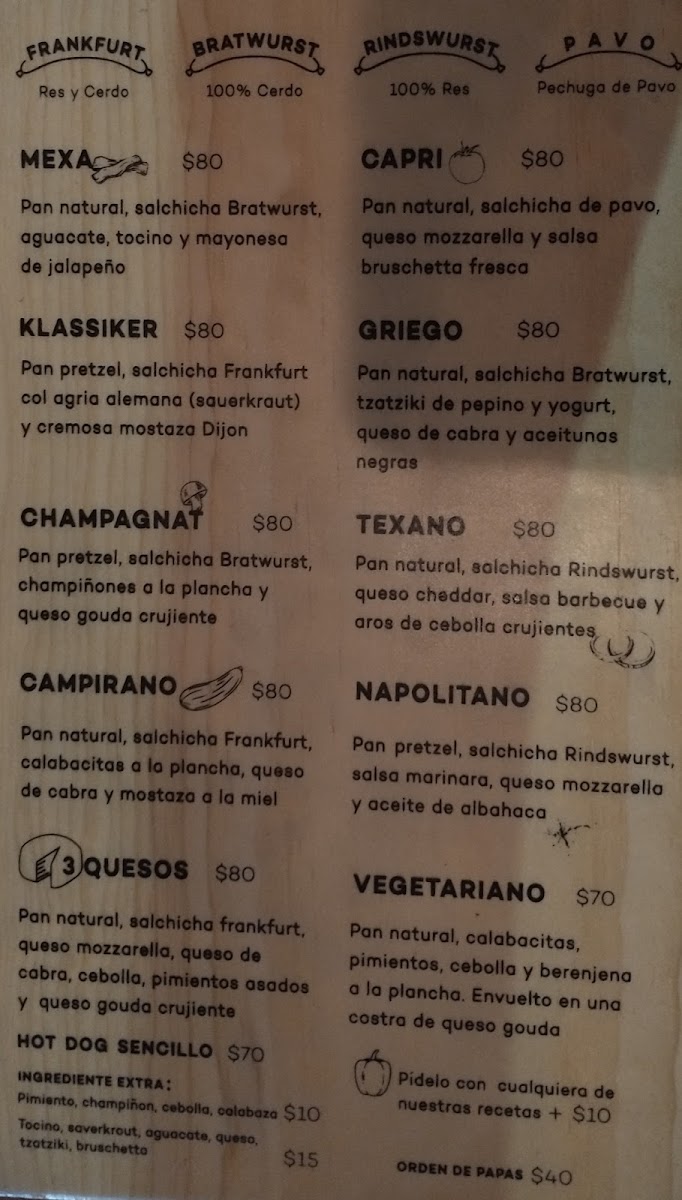 FRANKFURT
Res y Cerdo
BRATWURST
100% Cerdo
RINDSWURST
100% Res
PAVO
Pechuga de Pavo
MEXA $80
Pan natural, salchicha Bratwurst,
aguacate, tocino y mayonesa
de jalapeño
KLASSIKER $80
Pan pretzel, salchicha Frankfurt
col agria alemana (sauerkraut)
y cremosa mostaza Dijon
CHAMPAGNAT $80
Pan pretzel, salchicha Bratwurst,
champiñones a la plancha y
queso gouda crujiente
CAMPIRANO $80
Pan natural, salchicha Frankfurt,
calabacitas a la plancha, queso
de cabra y mostaza a la miel
3 QUESOS $80
Pan natural, salchicha frankfurt,
queso mozzarella, queso de
cabra, cebolla, pimientos asados
y queso gouda crujiente
HOT DOG SENCILLO $70
INGREDIENTE EXTRA:
Pimiento, champiñon, cebolla, calabaza $10
Tocino, saverkrout, aguacate, queso,
tzatziki, bruschetta $15
CAPRI $80
Pan natural, salchicha de pavo,
queso mozzarella y salsa
bruschetta fresca
GRIEGO $80
Pan natural, salchicha Bratwurst,
tzatziki de pepino y yogurt,
queso de cabra y aceitunas
negras
TEXANO $80
Pan natural, salchicha Rindswurst,
queso cheddar, salsa barbecue y
aros de cebolla crujientes
NAPOLITANO $80
Pan pretzel, salchicha Rindswurst,
salsa marinara, queso mozzarella
y aceite de albahaca
VEGETARIANO $70
Pan natural, calabacitas,
pimientos, cebolla y berenjena
a la plancha. Envuelto en una
costra de queso gouda
Pídelo con cualquiera de
nuestras recetas + $10
ORDEN DE PAPAS $40